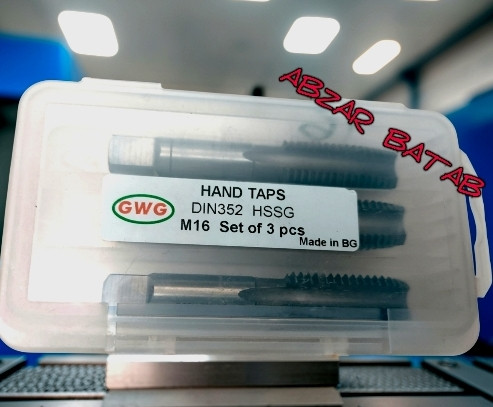 ABZAR BATAB
HAND TAPS
GWG
DIN352 HSSG
M16 Set of 3 pcs
Made in BG